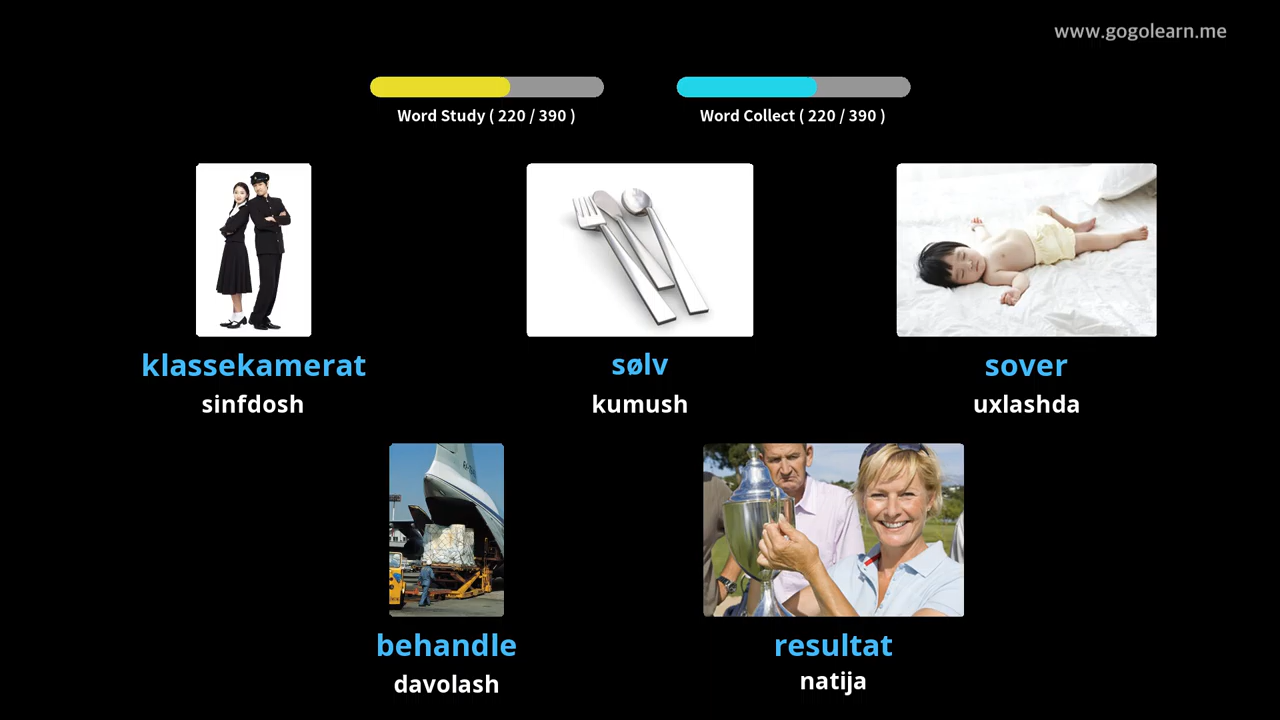 www.gogolearn.me
Word Study ( 220 / 390 )
Word Collect ( 220 / 390 )
klassekamerat
sinfdosh
sølv
kumush
sover
uxlashda
behandle
davolash
resultat
natija